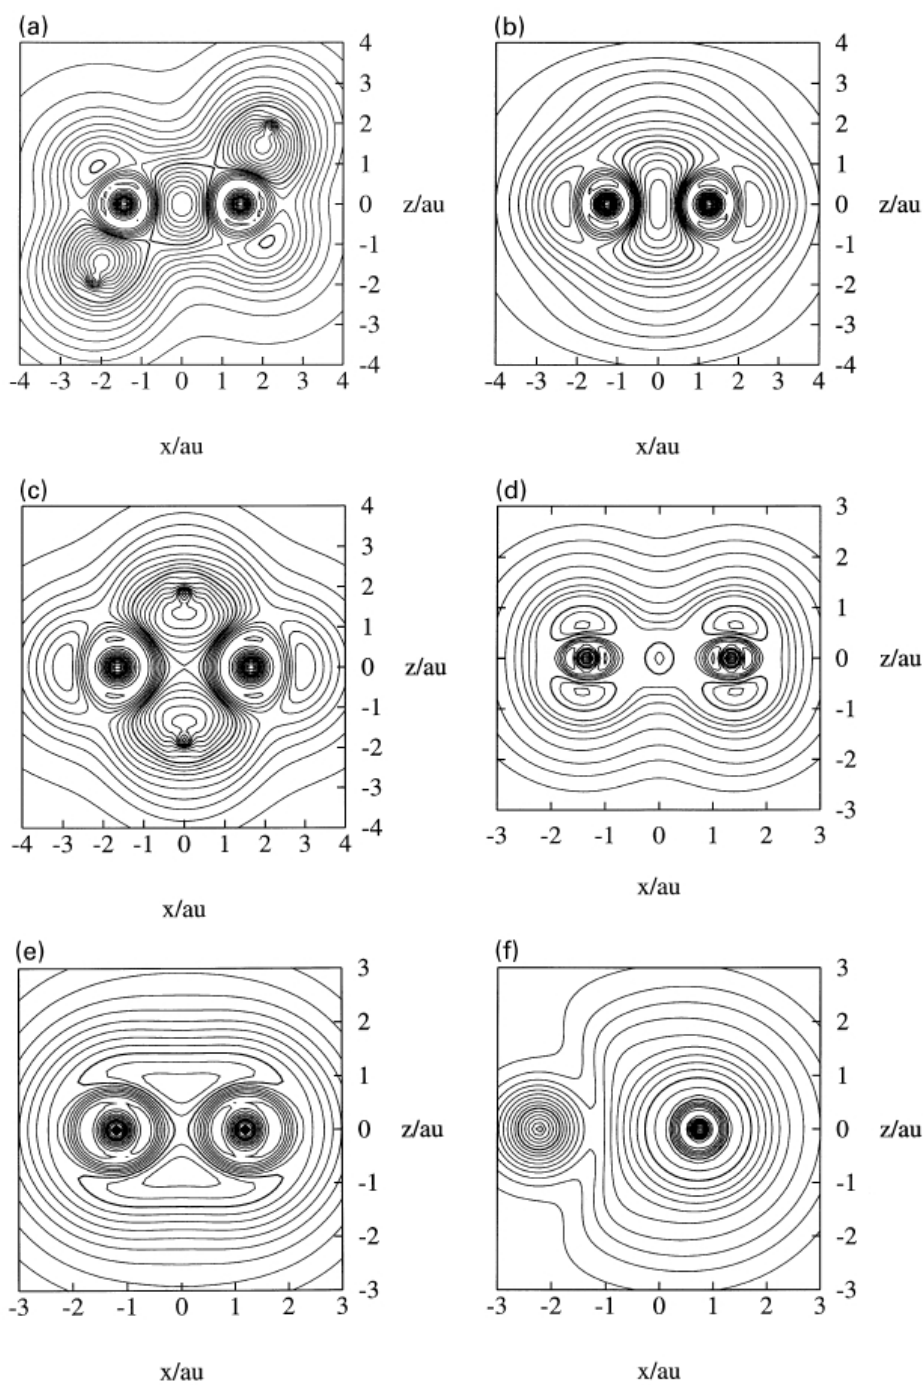 (a) (b)
4 4
3 3
2 2
1 1
0 z/au 0 z/au
-1 -1
-2 -2
-3 -3
-4 -4
-4 -3 -2 -1 0 1 2 3 4 -4 -3 -2 -1 0 1 2 3 4
x/au x/au
(c) (d)
4 3
3 2
2 1
1 0 z/au
0 z/au -1
-1 -2
-2 -3
-3
-4
-4 -3 -2 -1 0 1 2 3 4 -3 -2 -1 0 1 2 3
x/au x/au
(e) (f)
3 3
2 2
1 1
0 z/au 0 z/au
-1 -1
-2 -2
-3 -3
-3 -2 -1 0 1 2 3 -3 -2 -1 0 1 2 3
x/au x/au